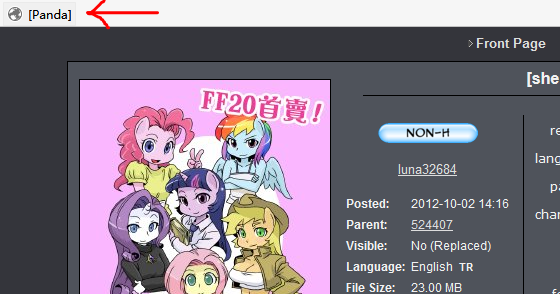 [Panda]
Front Page
FF20首賣!
[she
NON-H
re
luna32684
lang
pa
Posted: 2012-10-02 14:16
char
Parent: 524407
Visible: No (Replaced)
Language: English TR
File Size: 23.00 MB